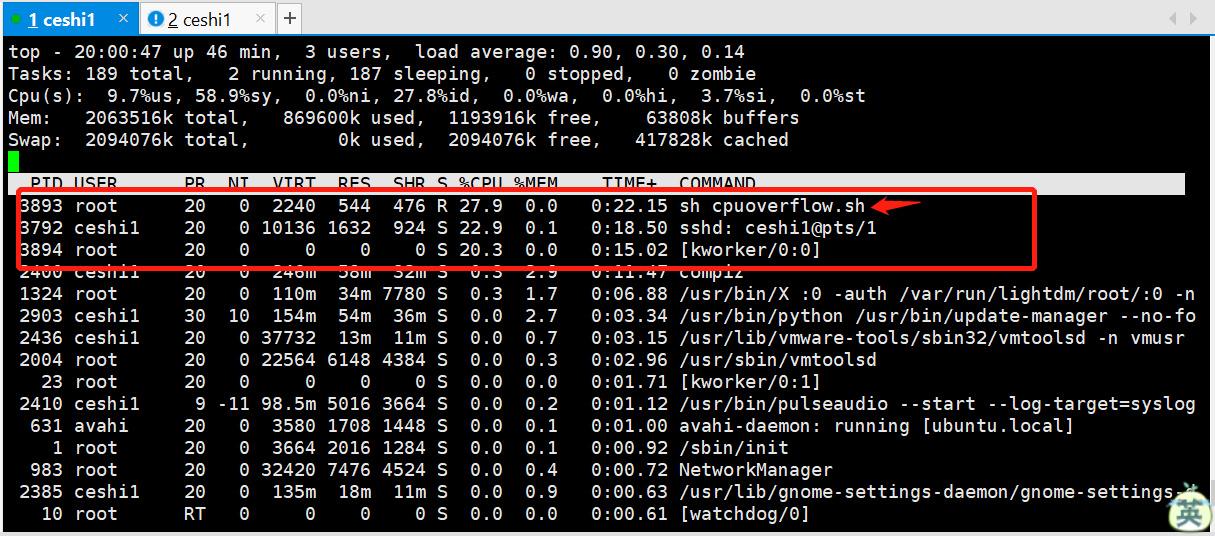 1 ceshi1 × 2 ceshi1 × +
top - 20:00:47 up 46 min, 3 users, load average: 0.90, 0.30, 0.14
Tasks: 189 total, 2 running, 187 sleeping, 0 stopped, 0 zombie
Cpu(s): 9.7%us, 58.9%sy, 0.0%ni, 27.8%id, 0.0%wa, 0.0%hi, 3.7%si, 0.0%st
Mem: 2063516k total, 869600k used, 1193916k free, 63808k buffers
Swap: 2094076k total, 0k used, 2094076k free, 417828k cached
PID USER PR NI VIRT RES SHR S %CPU %MEM TIME+ COMMAND
3893 root 20 0 2240 544 476 R 27.9 0.0 0:22.15 sh cpuoverflow.sh
3792 ceshi1 20 0 10136 1632 924 S 22.9 0.1 0:18.50 sshd: ceshi1@pts/1
3894 root 20 0 0 0 0 S 20.3 0.0 0:15.02 [kworker/0:0]
2400 ceshi1 20 0 246m 58m 32m S 0.3 2.9 0:11.47 compiz
1324 root 20 0 110m 34m 7780 S 0.3 1.7 0:06.88 /usr/bin/X :0 -auth /var/run/lightdm/root/:0 -n
2903 ceshi1 30 10 154m 54m 36m S 0.0 2.7 0:03.34 /usr/bin/python /usr/bin/update-manager --no-fo
2436 ceshi1 20 0 37732 13m 11m S 0.0 0.7 0:03.15 /usr/lib/vmware-tools/sbin32/vmtoolsd -n vmusr
2004 root 20 0 22564 6148 4384 S 0.0 0.3 0:02.96 /usr/sbin/vmtoolsd
23 root 20 0 0 0 0 S 0.0 0.0 0:01.71 [kworker/0:1]
2410 ceshi1 9 -11 98.5m 5016 3664 S 0.0 0.2 0:01.12 /usr/bin/pulseaudio --start --log-target=syslog
631 avahi 20 0 3580 1708 1448 S 0.0 0.1 0:01.00 avahi-daemon: running [ubuntu.local]
1 root 20 0 3664 2016 1284 S 0.0 0.1 0:00.92 /sbin/init
983 root 20 0 32420 7476 4524 S 0.0 0.4 0:00.72 NetworkManager
2385 ceshi1 20 0 135m 18m 11m S 0.0 0.9 0:00.63 /usr/lib/gnome-settings-daemon/gnome-settings-d
10 root RT 0 0 0 0 S 0.0 0.0 0:00.61 [watchdog/0]
英